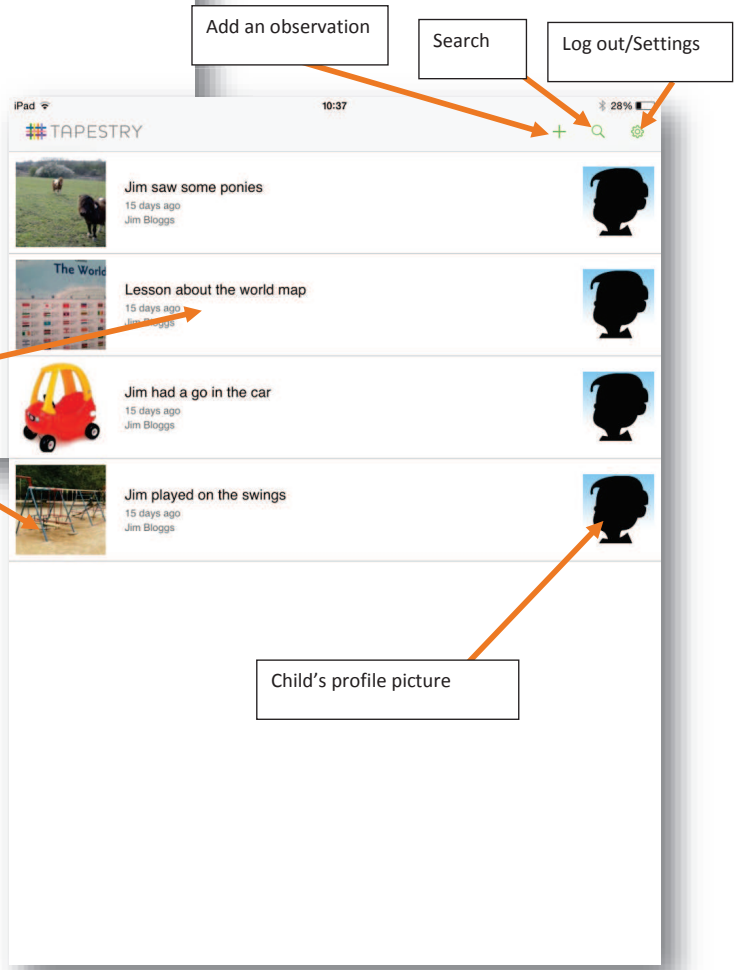 Add an observation
Search
Log out/Settings
iPad 10:37 28%
TAPESTRY
Jim saw some ponies
15 days ago
Jim Bloggs
The World
Lesson about the world map
15 days ago
Jim Bloggs
Jim had a go in the car
15 days ago
Jim Bloggs
Jim played on the swings
15 days ago
Jim Bloggs
Child's profile picture